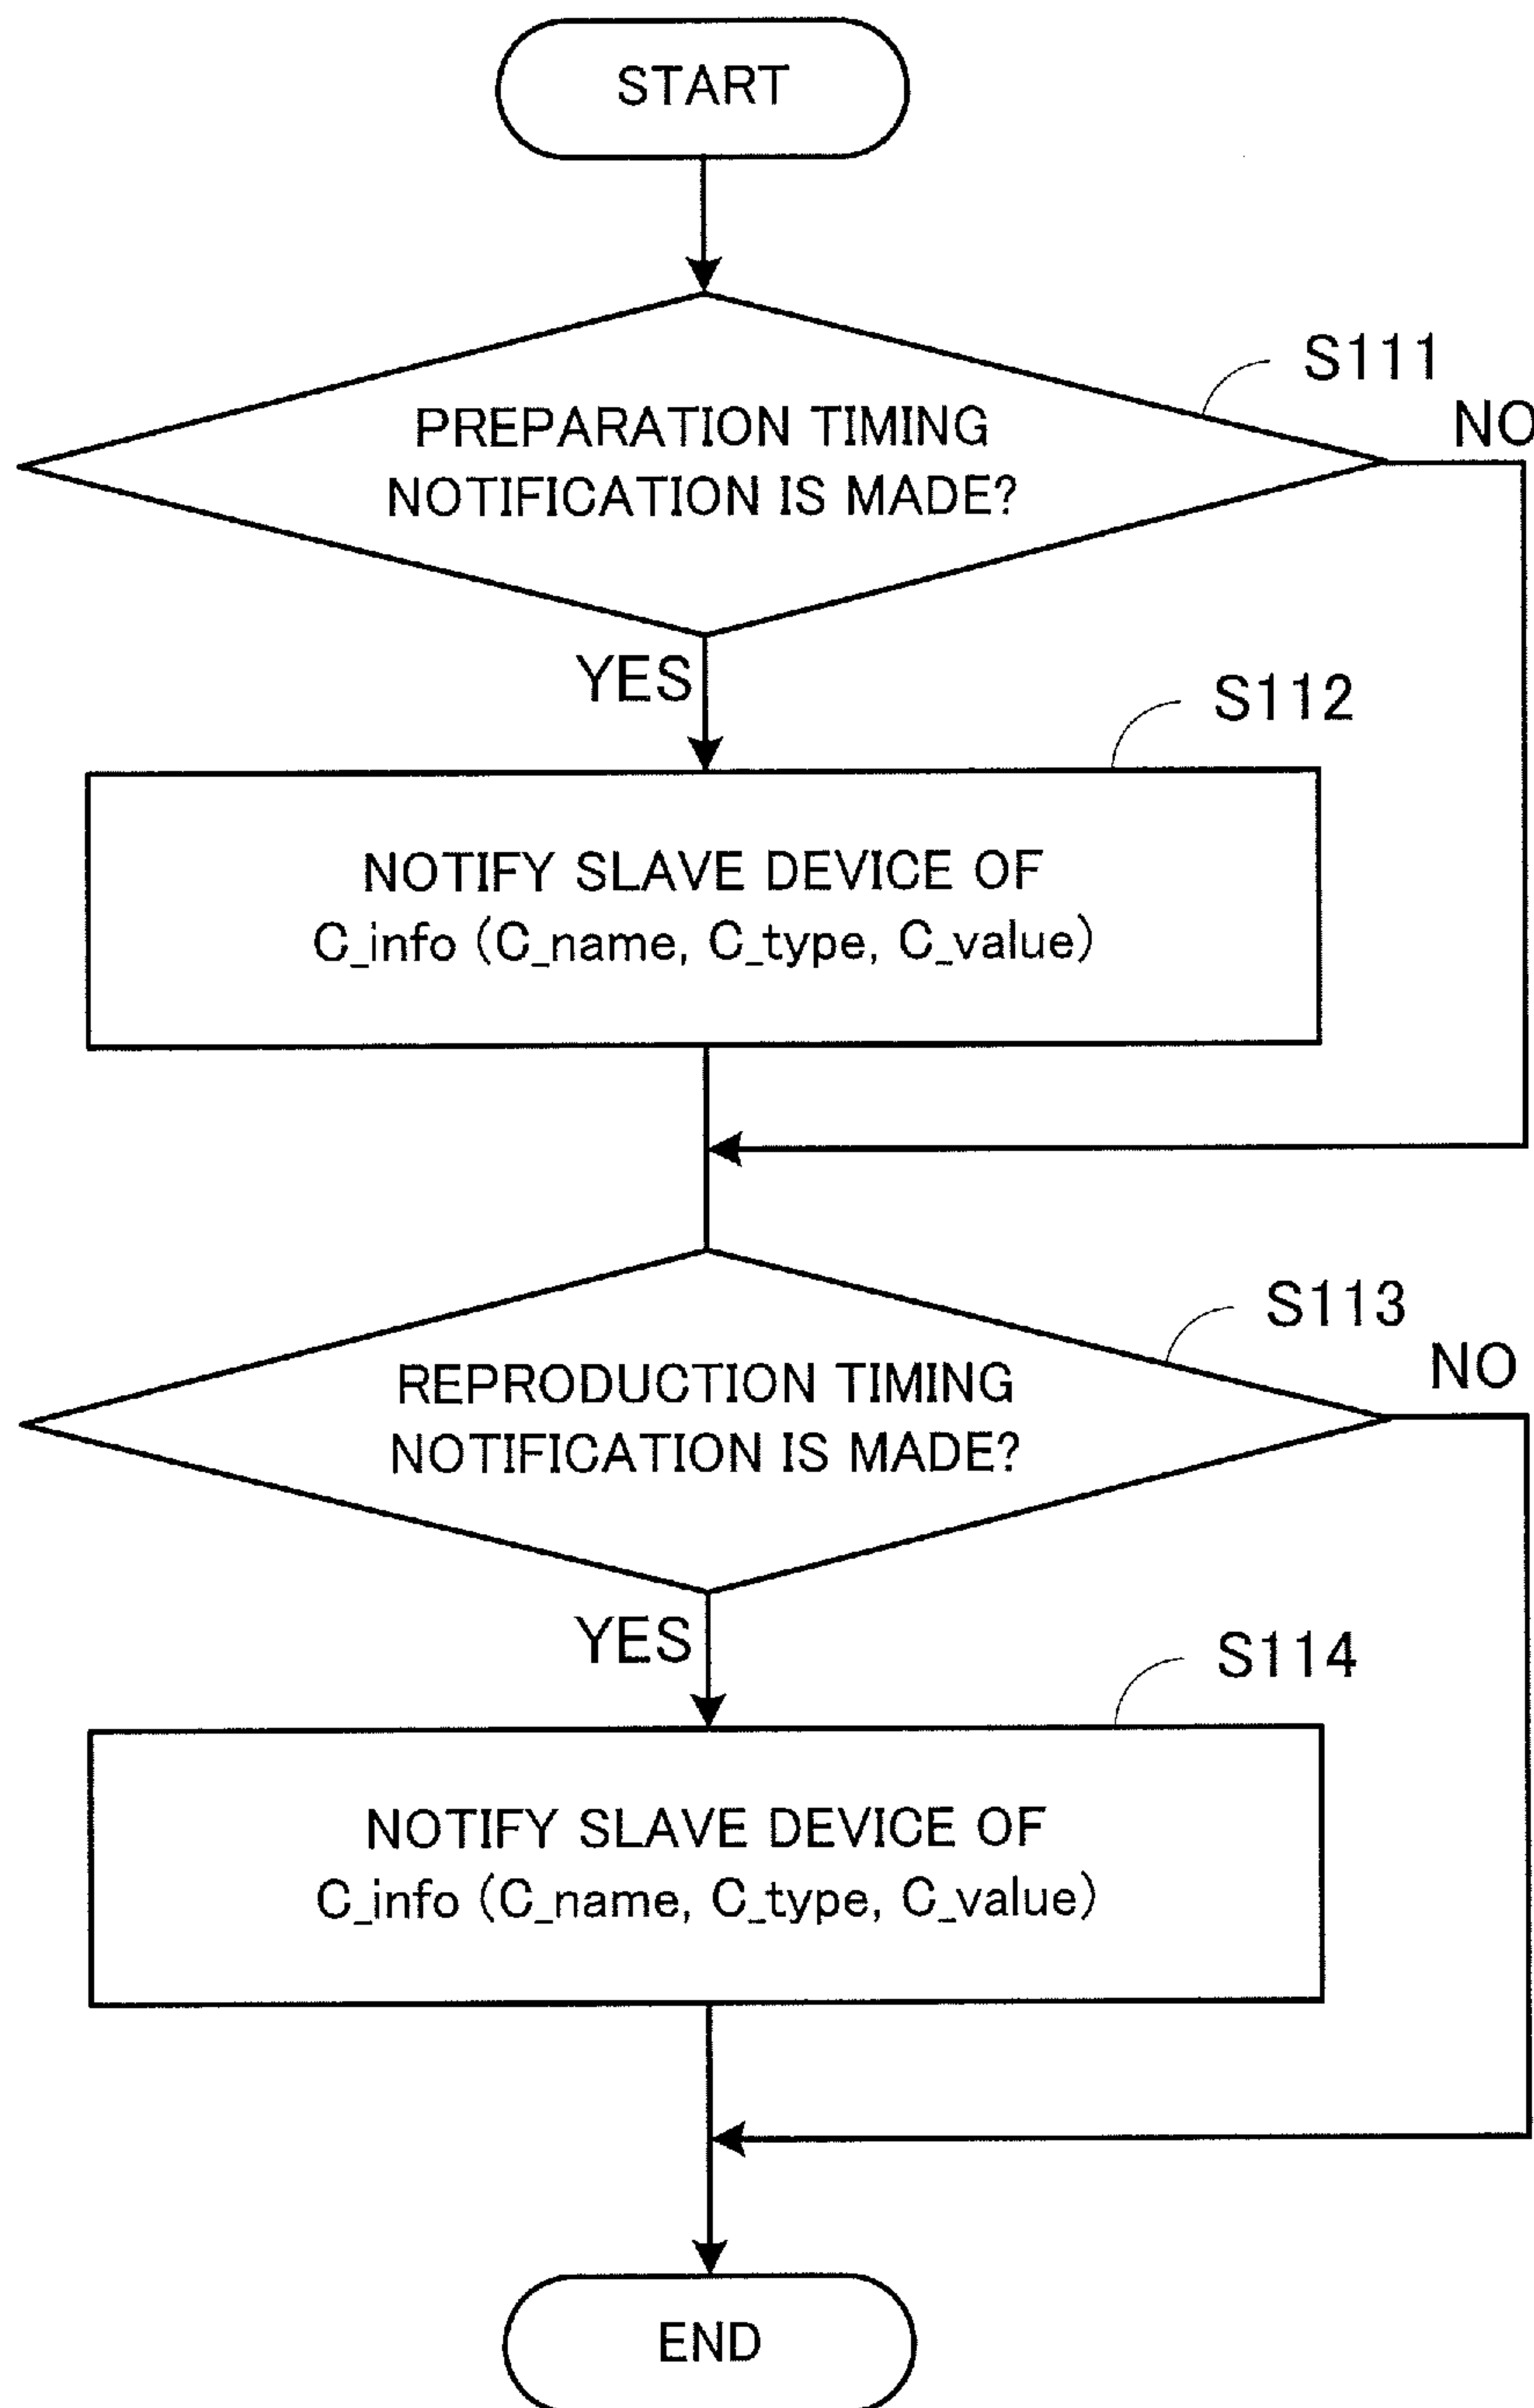 START
S111
NO
PREPARATION TIMING
NOTIFICATION IS MADE?
YES
S112
NOTIFY SLAVE DEVICE OF
C_info (C_name, C_type, C_value)
S113
NO
REPRODUCTION TIMING
NOTIFICATION IS MADE?
YES
S114
NOTIFY SLAVE DEVICE OF
C_info (C_name, C_type, C_value)
END